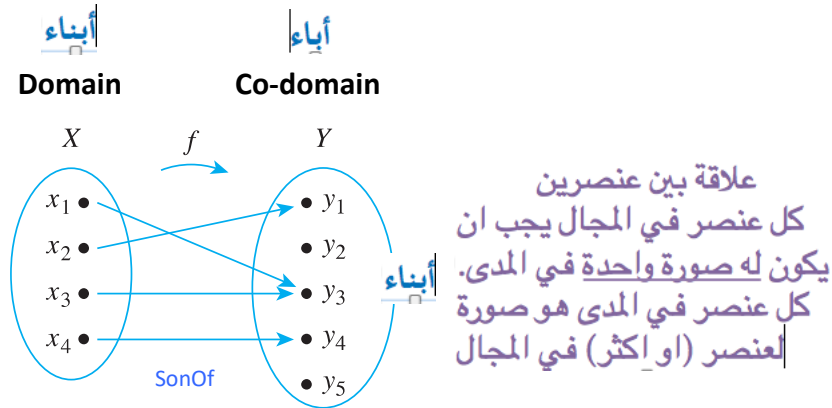 أبناء
أباء
Domain
Co-domain
X
f
Y
x1
x2
x3
x4
y1
y2
y3
y4
y5
SonOf
أبناء
علاقة بين عنصرين
كل عنصر في المجال يجب ان
يكون له صورة واحدة في المدى.
كل عنصر في المدى هو صورة
لعنصر (او اكثر) في المجال